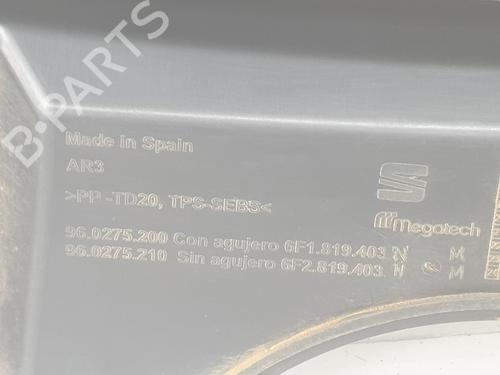 B-PARTS
Made in Spain
AR3
>PP -TD20, TPS-SEBS<
Megatech
96.0275.200 Con agujero 6F1.819.403 N M
96.0275.210 Sin agujero 6F2.819.403. N M